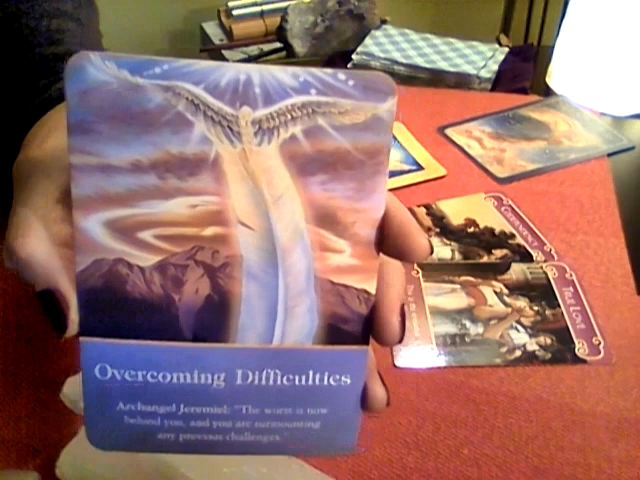 Overcoming Difficulties
Archangel Jeremiel: "The worst is now
behind you, and you are surmounting
any previous challenges."
TRUE LOVE